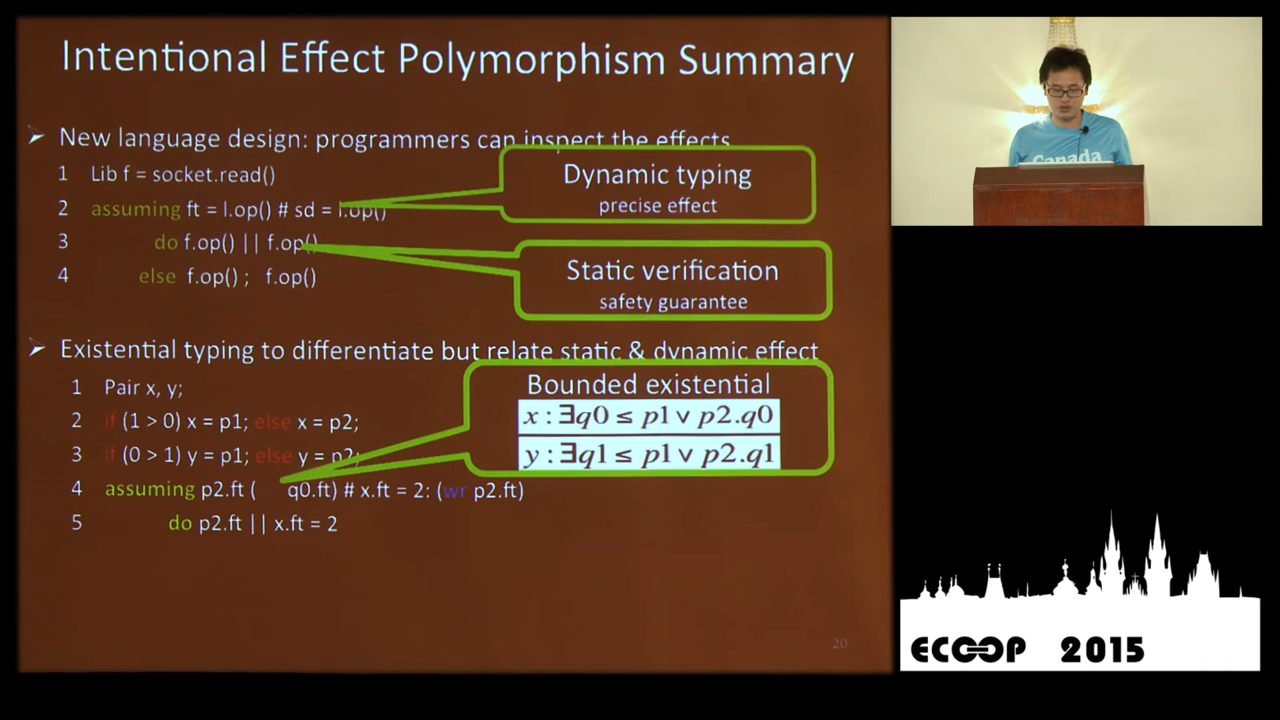 Intentional Effect Polymorphism Summary
➢ New language design: programmers can inspect the effects
1 Lib f = socket.read()
2 assuming ft = l.op() # sd = l.op()
3 do f.op() || f.op()
4 else f.op() ; f.op()
Dynamic typing
precise effect
Static verification
safety guarantee
➢ Existential typing to differentiate but relate static & dynamic effect
1 Pair x, y;
2 if (1 > 0) x = p1; else x = p2;
3 if (0 > 1) y = p1; else y = p2;
4 assuming p2.ft ( q0.ft) # x.ft = 2: (wr p2.ft)
5 do p2.ft || x.ft = 2
Bounded existential
x : ∃q0 ≤ p1 ∨ p2.q0
y : ∃q1 ≤ p1 ∨ p2.q1
20
Canada
ECOOP 2015